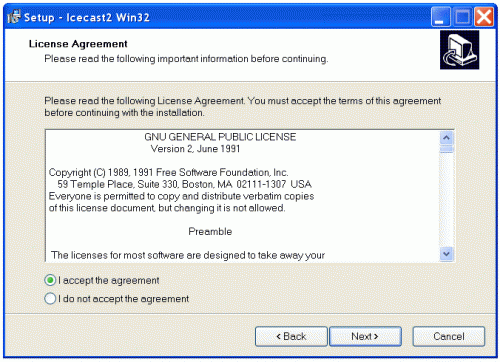 Setup - Icecast2 Win32
License Agreement
Please read the following important information before continuing.
Please read the following License Agreement. You must accept the terms of this agreement
before continuing with the installation.
GNU GENERAL PUBLIC LICENSE
Version 2, June 1991
Copyright (C) 1989, 1991 Free Software Foundation, Inc.
59 Temple Place, Suite 330, Boston, MA 02111-1307 USA
Everyone is permitted to copy and distribute verbatim copies
of this license document, but changing it is not allowed.
Preamble
The licenses for most software are designed to take away your
I accept the agreement
I do not accept the agreement
< Back
Next >
Cancel